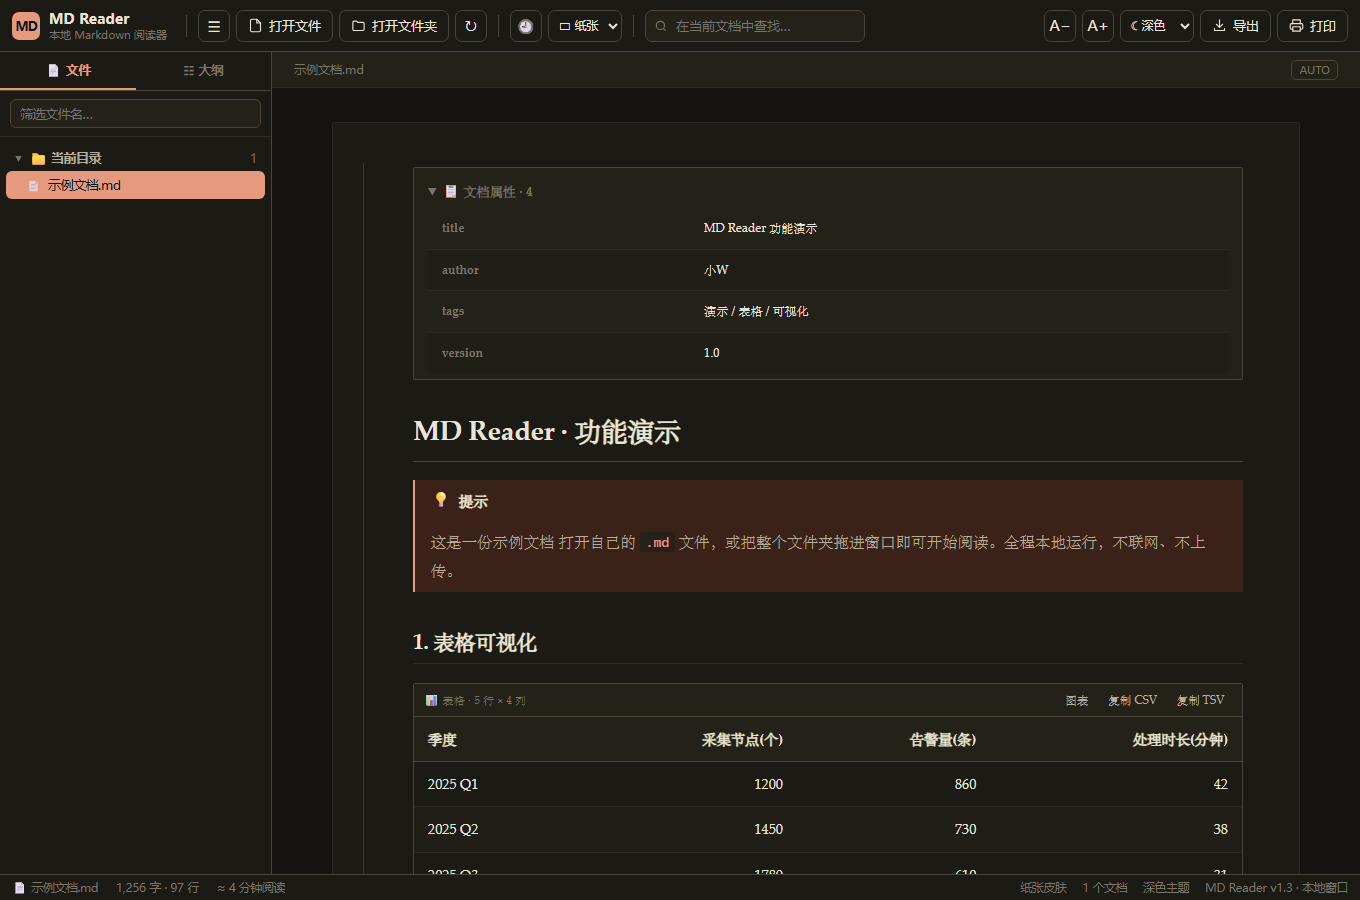 MD
MD Reader
本地 Markdown 阅读器
☰ 打开文件 打开文件夹 ↻ 纸张 在当前文档中查找... A− A+ ☾ 深色 导出 打印
文件 ☷ 大纲
示例文档.md AUTO
筛选文件名...
▼ 当前目录 1
示例文档.md
▼ 文档属性 · 4
title MD Reader 功能演示
author 小W
tags 演示 / 表格 / 可视化
version 1.0
MD Reader · 功能演示
提示
这是一份示例文档 打开自己的 .md 文件，或把整个文件夹拖进窗口即可开始阅读。全程本地运行，不联网、不上
传。
1. 表格可视化
表格 · 5 行 × 4 列 图表 复制 CSV 复制 TSV
季度 采集节点(个) 告警量(条) 处理时长(分钟)
2025 Q1 1200 860 42
2025 Q2 1450 730 38
2025 Q3 1780 610 31
示例文档.md 1,256 字 · 97 行 ≈ 4 分钟阅读 纸张皮肤 1 个文档 深色主题 MD Reader v1.3 · 本地窗口